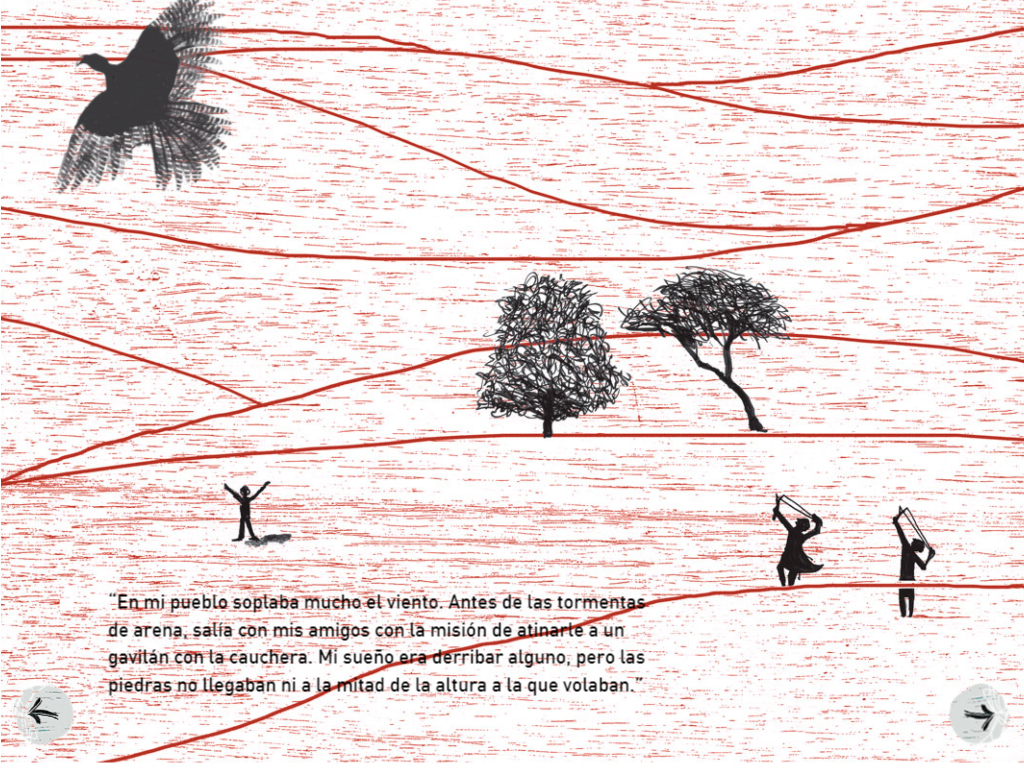 “En mi pueblo soplaba mucho el viento. Antes de las tormentas
de arena, salía con mis amigos con la misión de atinarle a un
gavilán con la cauchera. Mi sueño era derribar alguno, pero las
piedras no llegaban ni a la mitad de la altura a la que volaban.”